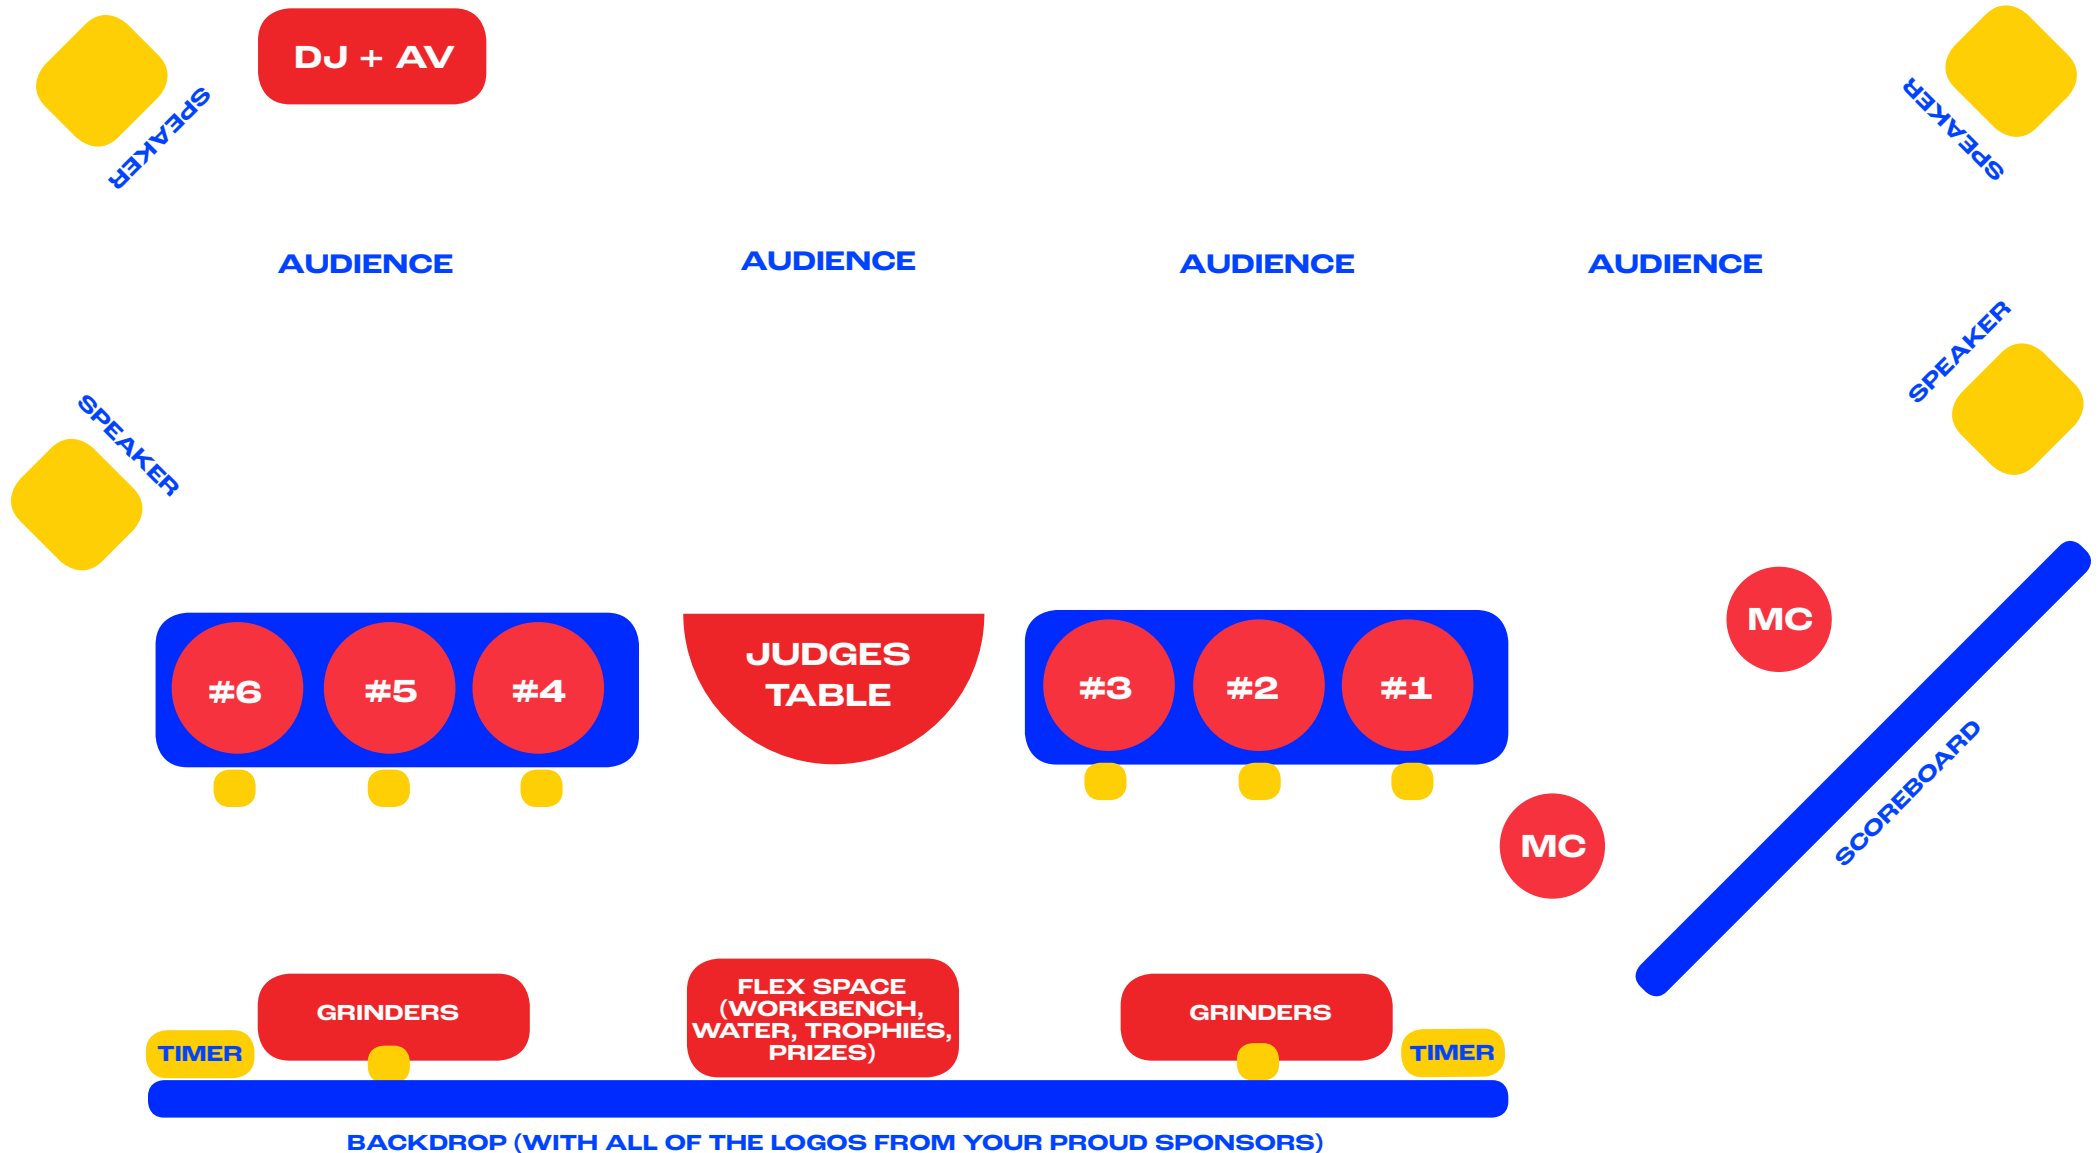 DJ + AV
SPEAKER
SPEAKER
AUDIENCE
AUDIENCE
AUDIENCE
AUDIENCE
SPEAKER
SPEAKER
#6
#5
#4
JUDGES
TABLE
#3
#2
#1
MC
MC
SCOREBOARD
GRINDERS
FLEX SPACE
(WORKBENCH,
WATER, TROPHIES,
PRIZES)
GRINDERS
TIMER
TIMER
BACKDROP (WITH ALL OF THE LOGOS FROM YOUR PROUD SPONSORS)